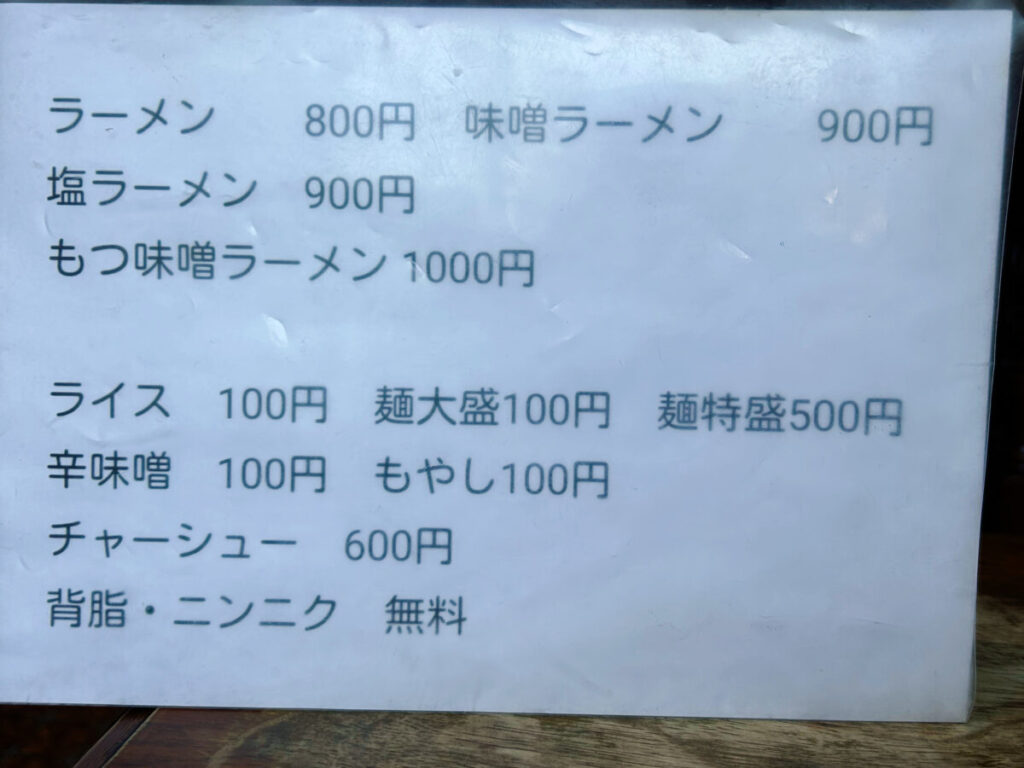 ラーメン 800円 味噌ラーメン 900円
塩ラーメン 900円
もつ味噌ラーメン 1000円
ライス 100円 麺大盛100円 麺特盛500円
辛味噌 100円 もやし100円
チャーシュー 600円
背脂・ニンニク 無料